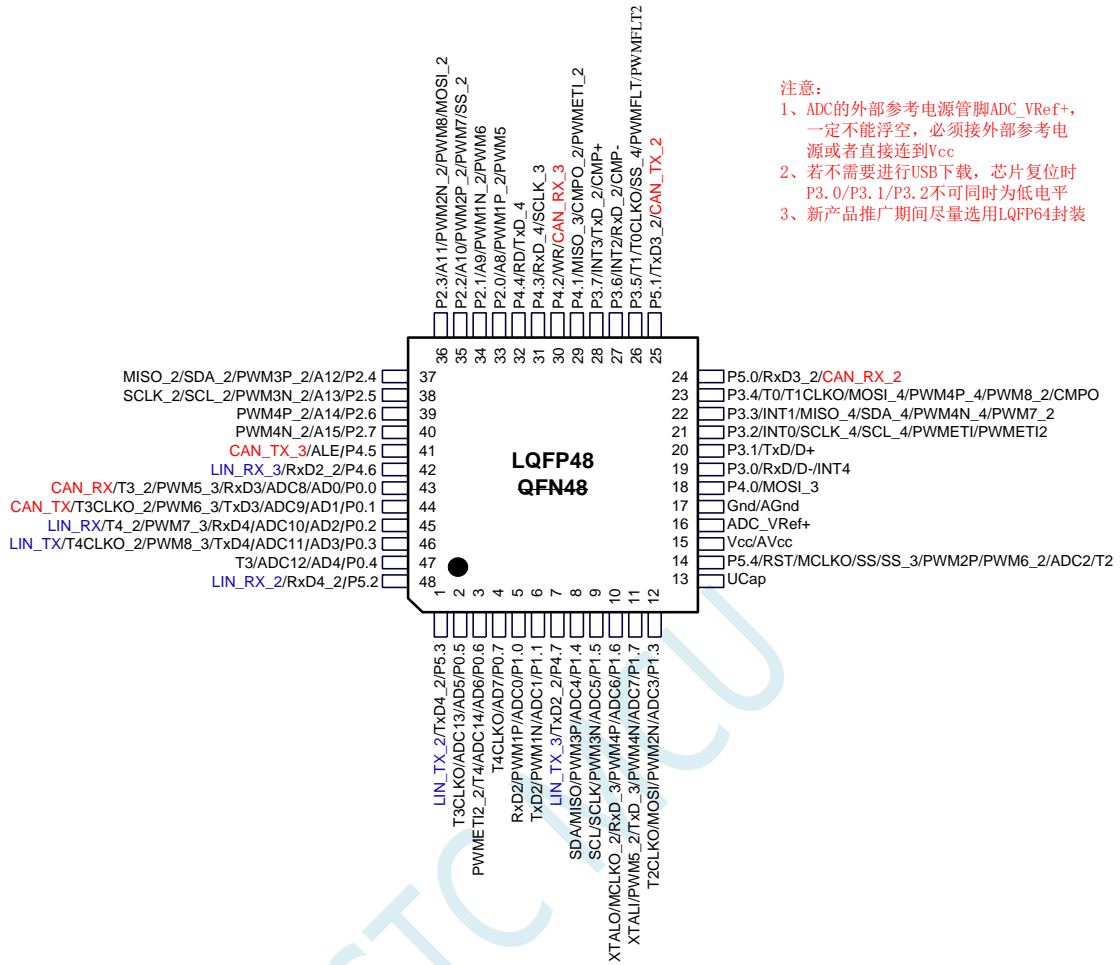 P2.3/A11/PWM2N_2/PWM8/MOSI_2
P2.2/A10/PWM2P_2/PWM7/SS_2
P2.1/A9/PWM1N_2/PWM6
P2.0/A8/PWM1P_2/PWM5
P4.4/RD/TxD_4
P4.3/RxD_4/SCLK_3
P4.2/WR/CAN_RX_3
P4.1/MISO_3/CMPO_2/PWMETI_2
P3.7/INT3/TxD_2/CMP+
P3.6/INT2/RxD_2/CMP-
P3.5/T1/T0CLKO/SS_4/PWMFLT/PWMFLT2
P5.1/TxD3_2/CAN_TX_2
注意：
1、ADC的外部参考电源管脚ADC_VRef+，
一定不能浮空，必须接外部参考电
源或者直接连到Vcc
2、若不需要进行USB下载，芯片复位时
P3.0/P3.1/P3.2不可同时为低电平
3、新产品推广期间尽量选用LQFP64封装
36 35 34 33 32 31 30 29 28 27 26 25
MISO_2/SDA_2/PWM3P_2/A12/P2.4 37
SCLK_2/SCL_2/PWM3N_2/A13/P2.5 38
PWM4P_2/A14/P2.6 39
PWM4N_2/A15/P2.7 40
CAN_TX_3/ALE/P4.5 41
LIN_RX_3/RxD2_2/P4.6 42
CAN_RX/T3_2/PWM5_3/RxD3/ADC8/AD0/P0.0 43
CAN_TX/T3CLKO_2/PWM6_3/TxD3/ADC9/AD1/P0.1 44
LIN_RX/T4_2/PWM7_3/RxD4/ADC10/AD2/P0.2 45
LIN_TX/T4CLKO_2/PWM8_3/TxD4/ADC11/AD3/P0.3 46
T3/ADC12/AD4/P0.4 47
LIN_RX_2/RxD4_2/P5.2 48
LQFP48
QFN48
24 P5.0/RxD3_2/CAN_RX_2
23 P3.4/T0/T1CLKO/MOSI_4/PWM4P_4/PWM8_2/CMPO
22 P3.3/INT1/MISO_4/SDA_4/PWM4N_4/PWM7_2
21 P3.2/INT0/SCLK_4/SCL_4/PWMETI/PWMETI2
20 P3.1/TxD/D+
19 P3.0/RxD/D-/INT4
18 P4.0/MOSI_3
17 Gnd/AGnd
16 ADC_VRef+
15 Vcc/AVcc
14 P5.4/RST/MCLKO/SS/SS_3/PWM2P/PWM6_2/ADC2/T2
13 UCap
1 2 3 4 5 6 7 8 9 10 11 12
LIN_TX_2/TxD4_2/P5.3
T3CLKO/ADC13/AD5/P0.5
PWMETI2_2/T4/ADC14/AD6/P0.6
T4CLKO/AD7/P0.7
RxD2/PWM1P/ADC0/P1.0
TxD2/PWM1N/ADC1/P1.1
LIN_TX_3/TxD2_2/P4.7
SDA/MISO/PWM3P/ADC4/P1.4
SCL/SCLK/PWM3N/ADC5/P1.5
XTALO/MCLKO_2/RxD_3/PWM4P/ADC6/P1.6
XTALI/PWM5_2/TxD_3/PWM4N/ADC7/P1.7
T2CLKO/MOSI/PWM2N/ADC3/P1.3
STC MCU